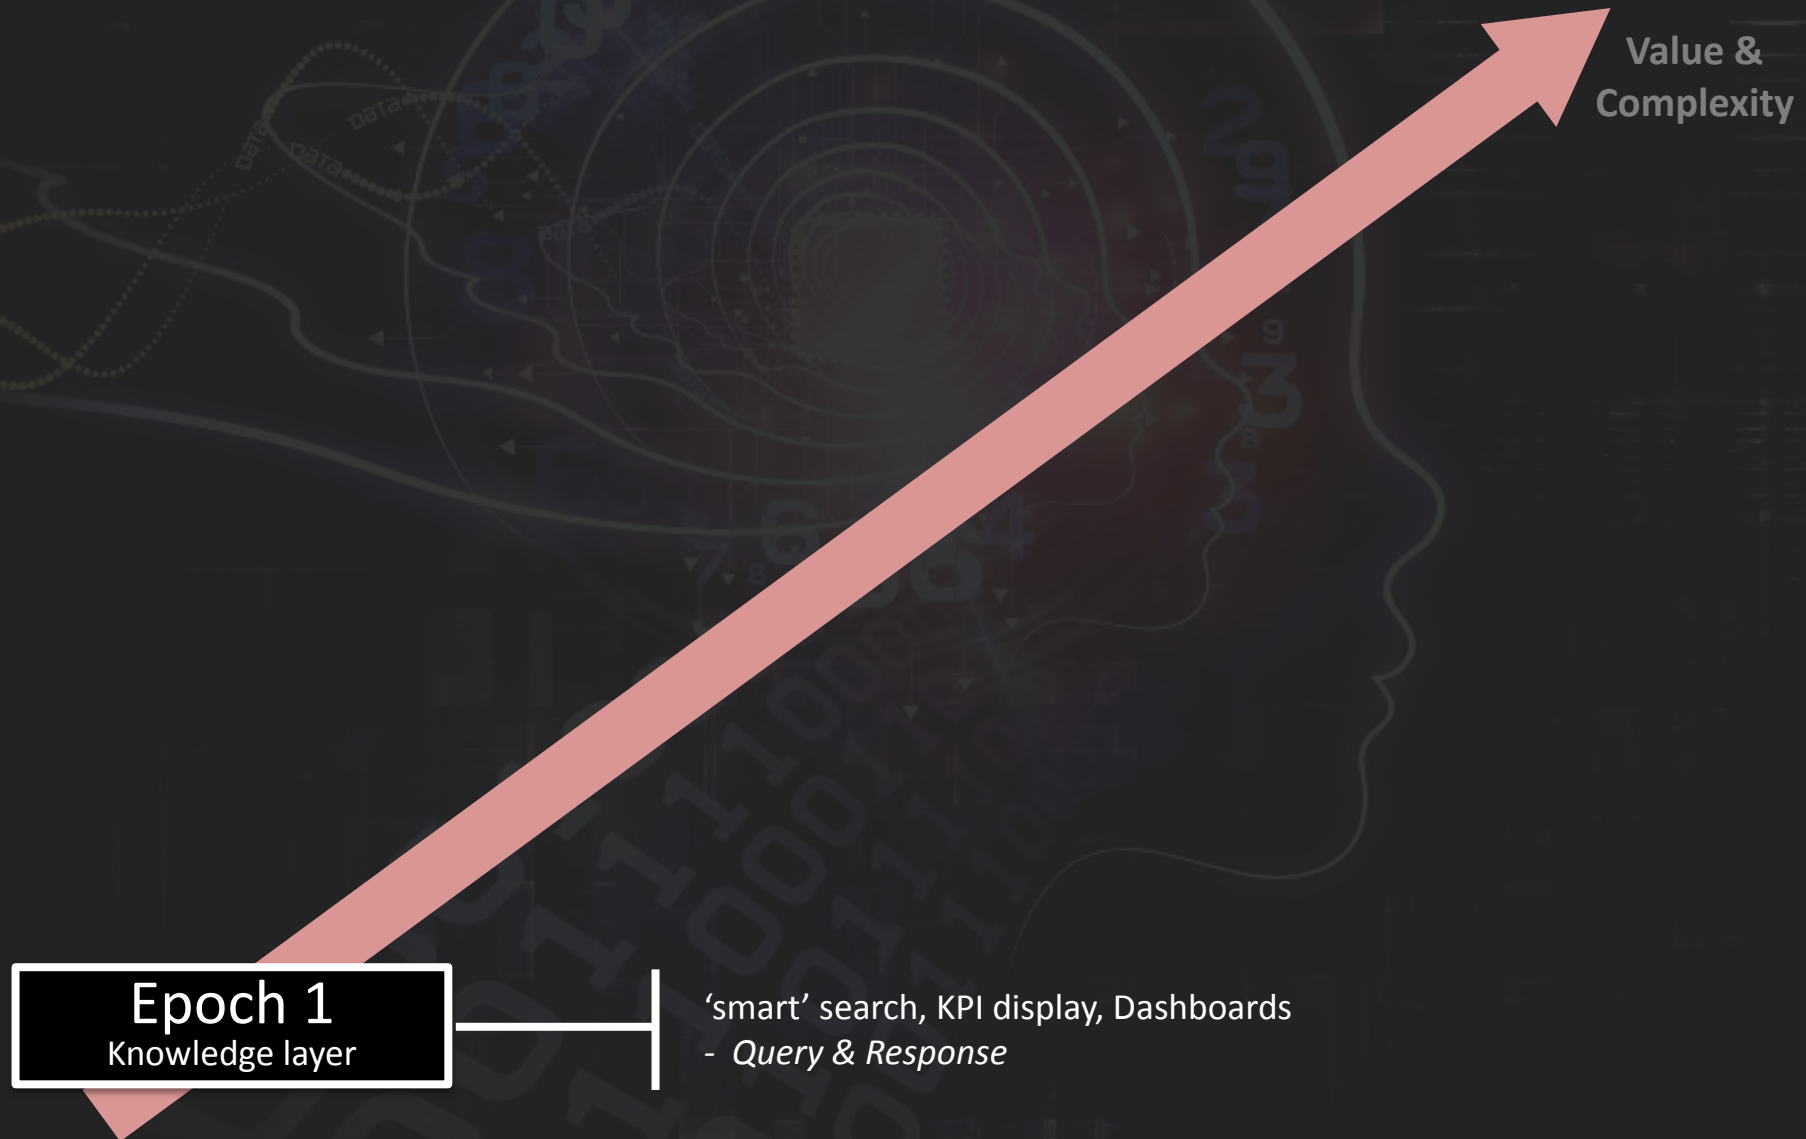 Value &
Complexity
Epoch 1
Knowledge layer
‘smart’ search, KPI display, Dashboards
- Query & Response